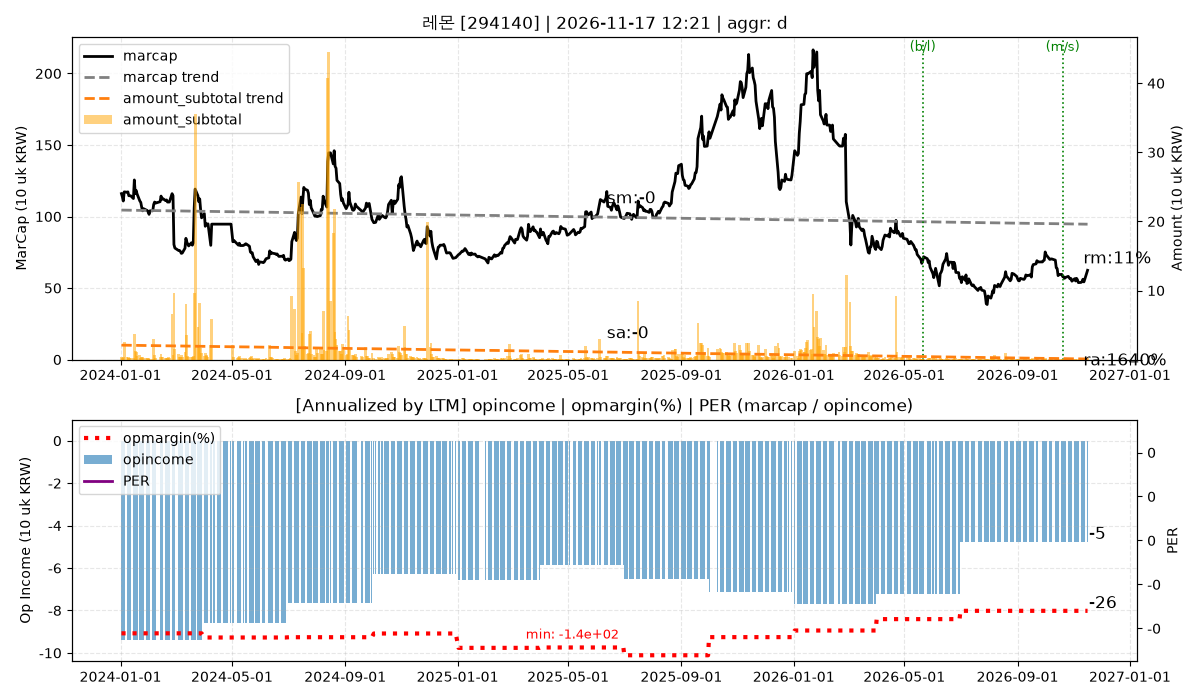 레몬 [294140] | 2026-11-17 12:21 | aggr: d
marcap
marcap trend
amount_subtotal trend
amount_subtotal
(b/l)
(m/s)
sm:-0
sa:-0
rm:11%
ra:1640%
MarCap (10 uk KRW)
200
150
100
50
0
Amount (10 uk KRW)
40
30
20
10
0
2024-01-01
2024-05-01
2024-09-01
2025-01-01
2025-05-01
2025-09-01
2026-01-01
2026-05-01
2026-09-01
2027-01-01
[Annualized by LTM] opincome | opmargin(%) | PER (marcap / opincome)
opmargin(%)
opincome
PER
min: -1.4e+02
-5
-26
Op Income (10 uk KRW)
0
-2
-4
-6
-8
-10
PER
0
0
0
-0
-0
2024-01-01
2024-05-01
2024-09-01
2025-01-01
2025-05-01
2025-09-01
2026-01-01
2026-05-01
2026-09-01
2027-01-01